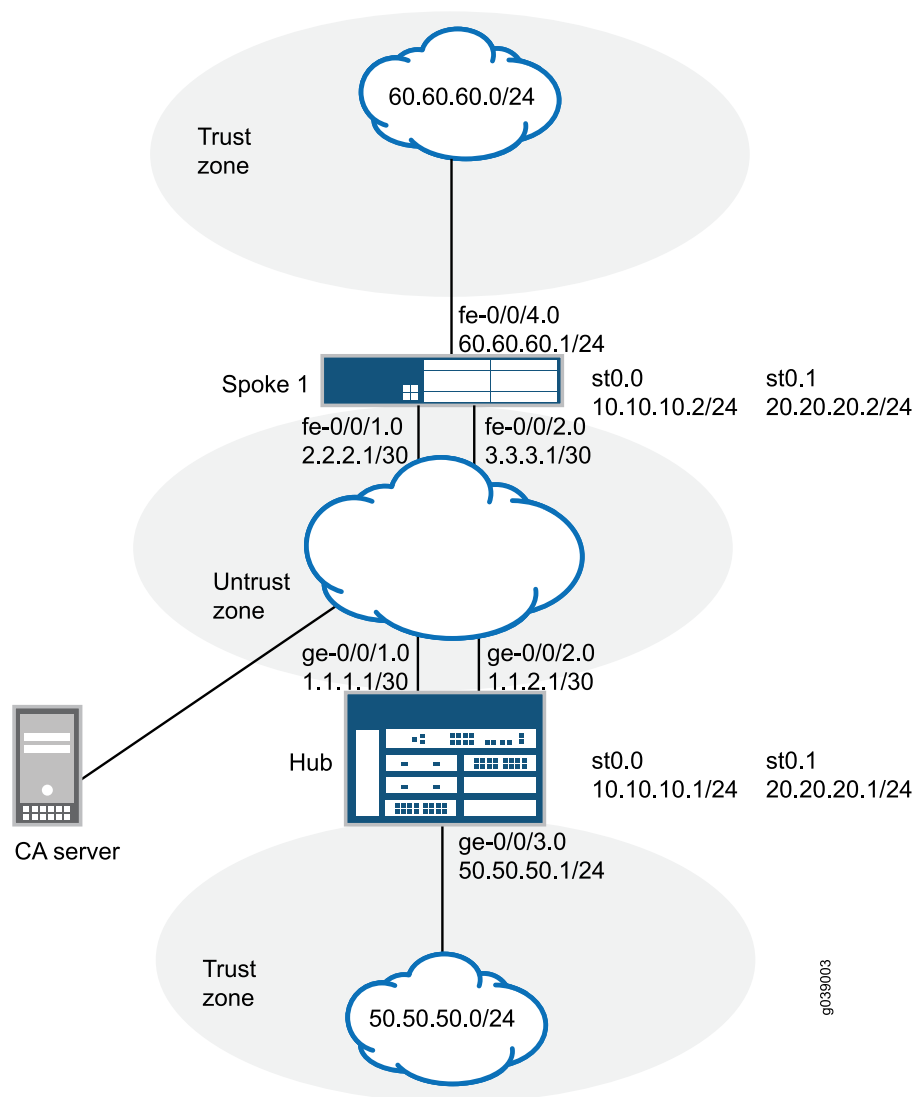 60.60.60.0/24
Trust
zone
fe-0/0/4.0
60.60.60.1/24
Spoke 1
st0.0
10.10.10.2/24
st0.1
20.20.20.2/24
fe-0/0/1.0
2.2.2.1/30
fe-0/0/2.0
3.3.3.1/30
Untrust
zone
ge-0/0/1.0
1.1.1.1/30
ge-0/0/2.0
1.1.2.1/30
Hub
st0.0
10.10.10.1/24
st0.1
20.20.20.1/24
CA server
ge-0/0/3.0
50.50.50.1/24
Trust
zone
50.50.50.0/24
g039003